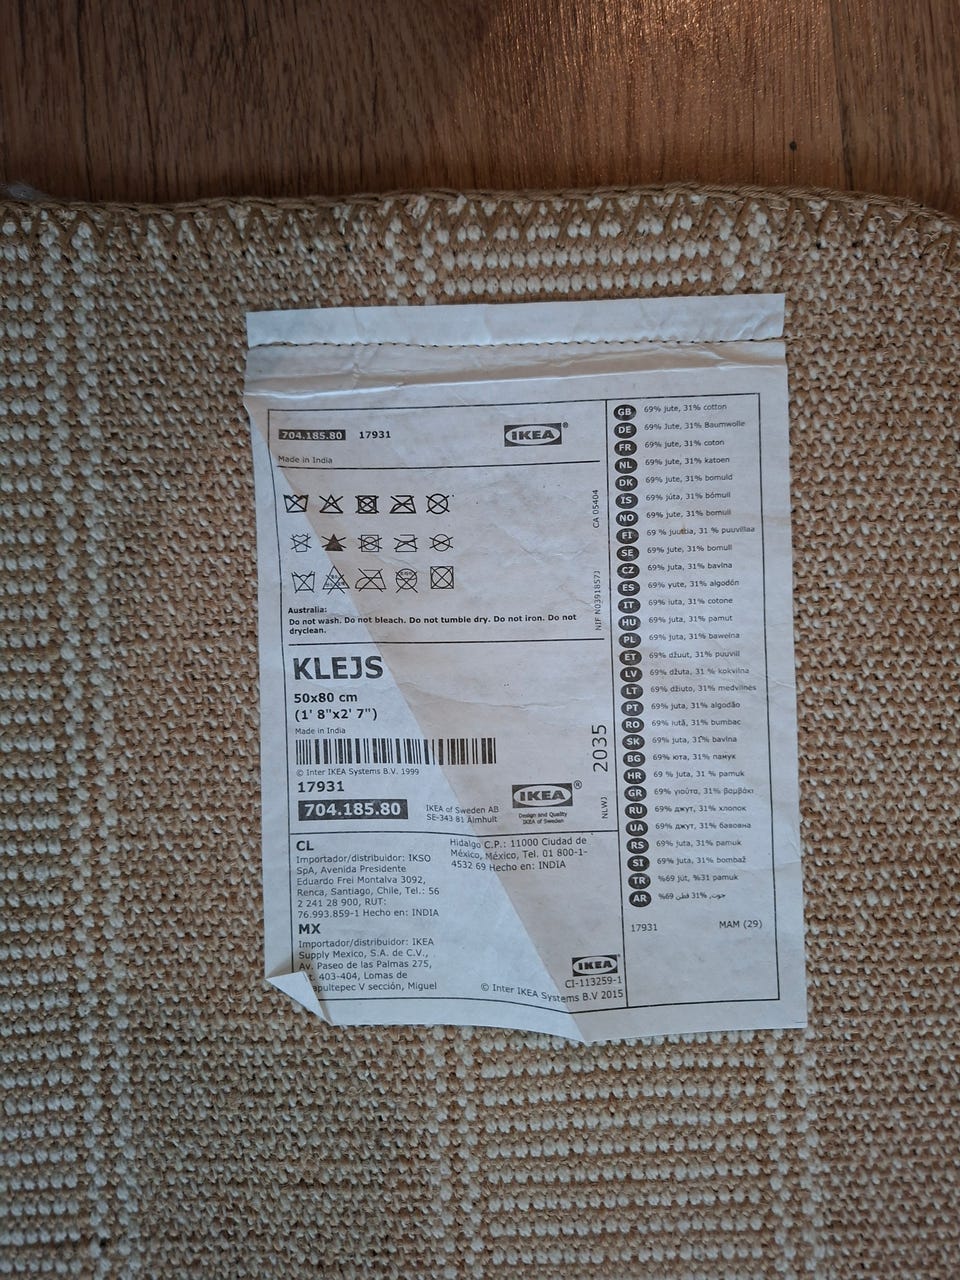 704.185.80 17931
IKEA®
Made in India
CA 05404
Australia:
Do not wash. Do not bleach. Do not tumble dry. Do not iron. Do not
dryclean.
KLEJS
50x80 cm
(1' 8"x2' 7")
Made in India
© Inter IKEA Systems B.V. 1999
17931
704.185.80
IKEA of Sweden AB
SE-343 81 Älmhult
IKEA®
Design and Quality
IKEA of Sweden
2035
NLWJ
CL
Importador/distribuidor: IKSO
SpA, Avenida Presidente
Eduardo Frei Montalva 3092,
Renca, Santiago, Chile, Tel.: 56
2 241 28 900, RUT:
76.993.859-1 Hecho en: INDIA
MX
Importador/distribuidor: IKEA
Supply Mexico, S.A. de C.V.,
Av. Paseo de las Palmas 275,
403-404, Lomas de
V sección, Miguel
Hidalgo C.P.: 11000 Ciudad de
México, México, Tel. 01 800-1-
4532 69 Hecho en: INDIA
IKEA®
CI-113259-1
© Inter IKEA Systems B.V 2015
GB 69% jute, 31% cotton
DE 69% Jute, 31% Baumwolle
FR 69% jute, 31% coton
NL 69% jute, 31% katoen
DK 69% jute, 31% bomuld
IS 69% júta, 31% bómull
NO 69% jute, 31% bomull
FI 69 % juuttia, 31 % puuvillaa
SE 69% jute, 31% bomull
CZ 69% juta, 31% bavlna
ES 69% yute, 31% algodón
IT 69% iuta, 31% cotone
HU 69% juta, 31% pamut
PL 69% juta, 31% bawełna
ET 69% džuut, 31% puuvill
LV 69% džuta, 31 % kokvilna
LT 69% džiuto, 31% medvilnės
PT 69% juta, 31% algodão
RO 69% iută, 31% bumbac
SK 69% juta, 31% bavlna
BG 69% юта, 31% памук
HR 69 % juta, 31 % pamuk
GR 69% γιούτα, 31% βαμβάκι
RU 69% джут, 31% хлопок
UA 69% джут, 31% бавовна
RS 69% juta, 31% pamuk
SI 69% juta, 31% bombaž
TR %69 jüt, %31 pamuk
AR %69 جوت, %31 قطن
17931 MAM (29)